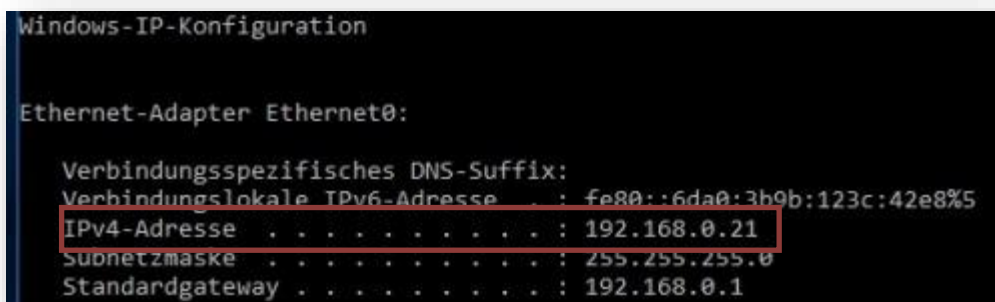 Windows-IP-Konfiguration
Ethernet-Adapter Ethernet0:
Verbindungsspezifisches DNS-Suffix:
Verbindungslokale IPv6-Adresse . : fe80::6da0:3b9b:123c:42e8%5
IPv4-Adresse . . . . . . . . . . : 192.168.0.21
Subnetzmaske . . . . . . . . . . : 255.255.255.0
Standardgateway . . . . . . . . . : 192.168.0.1